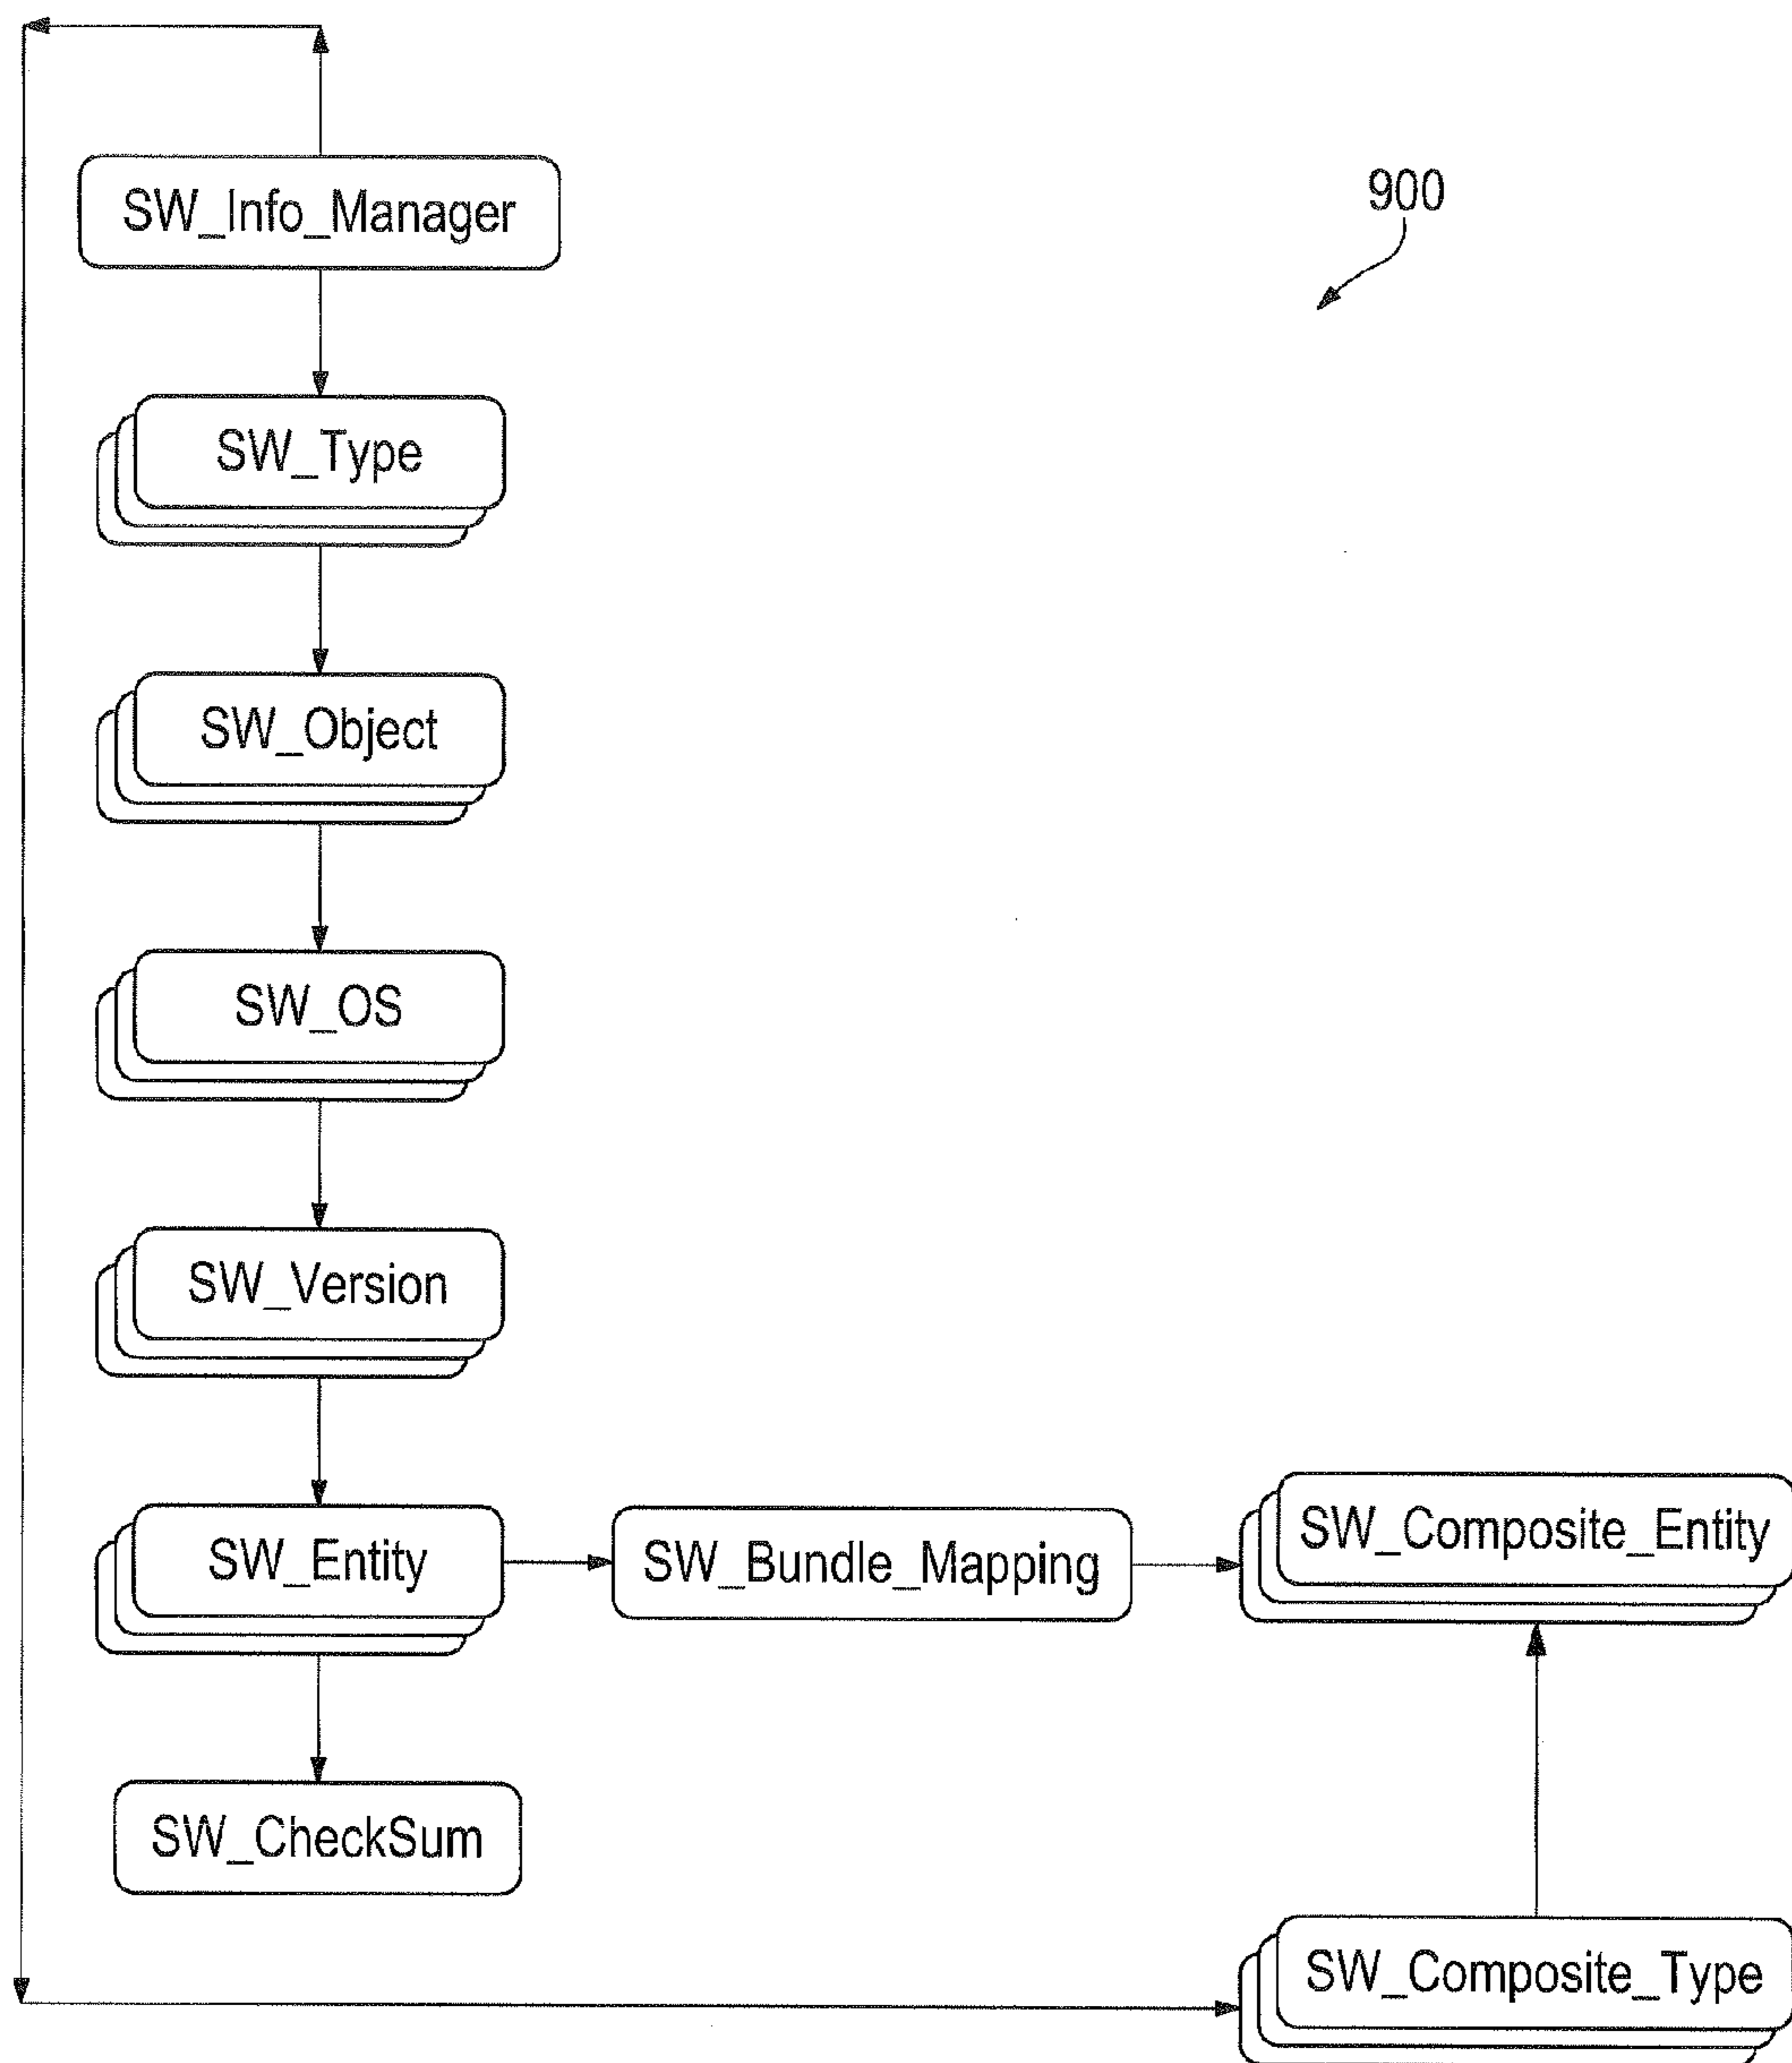 SW_Info_Manager
900
SW_Type
SW_Object
SW_OS
SW_Version
SW_Entity
SW_Bundle_Mapping
SW_Composite_Entity
SW_CheckSum
SW_Composite_Type